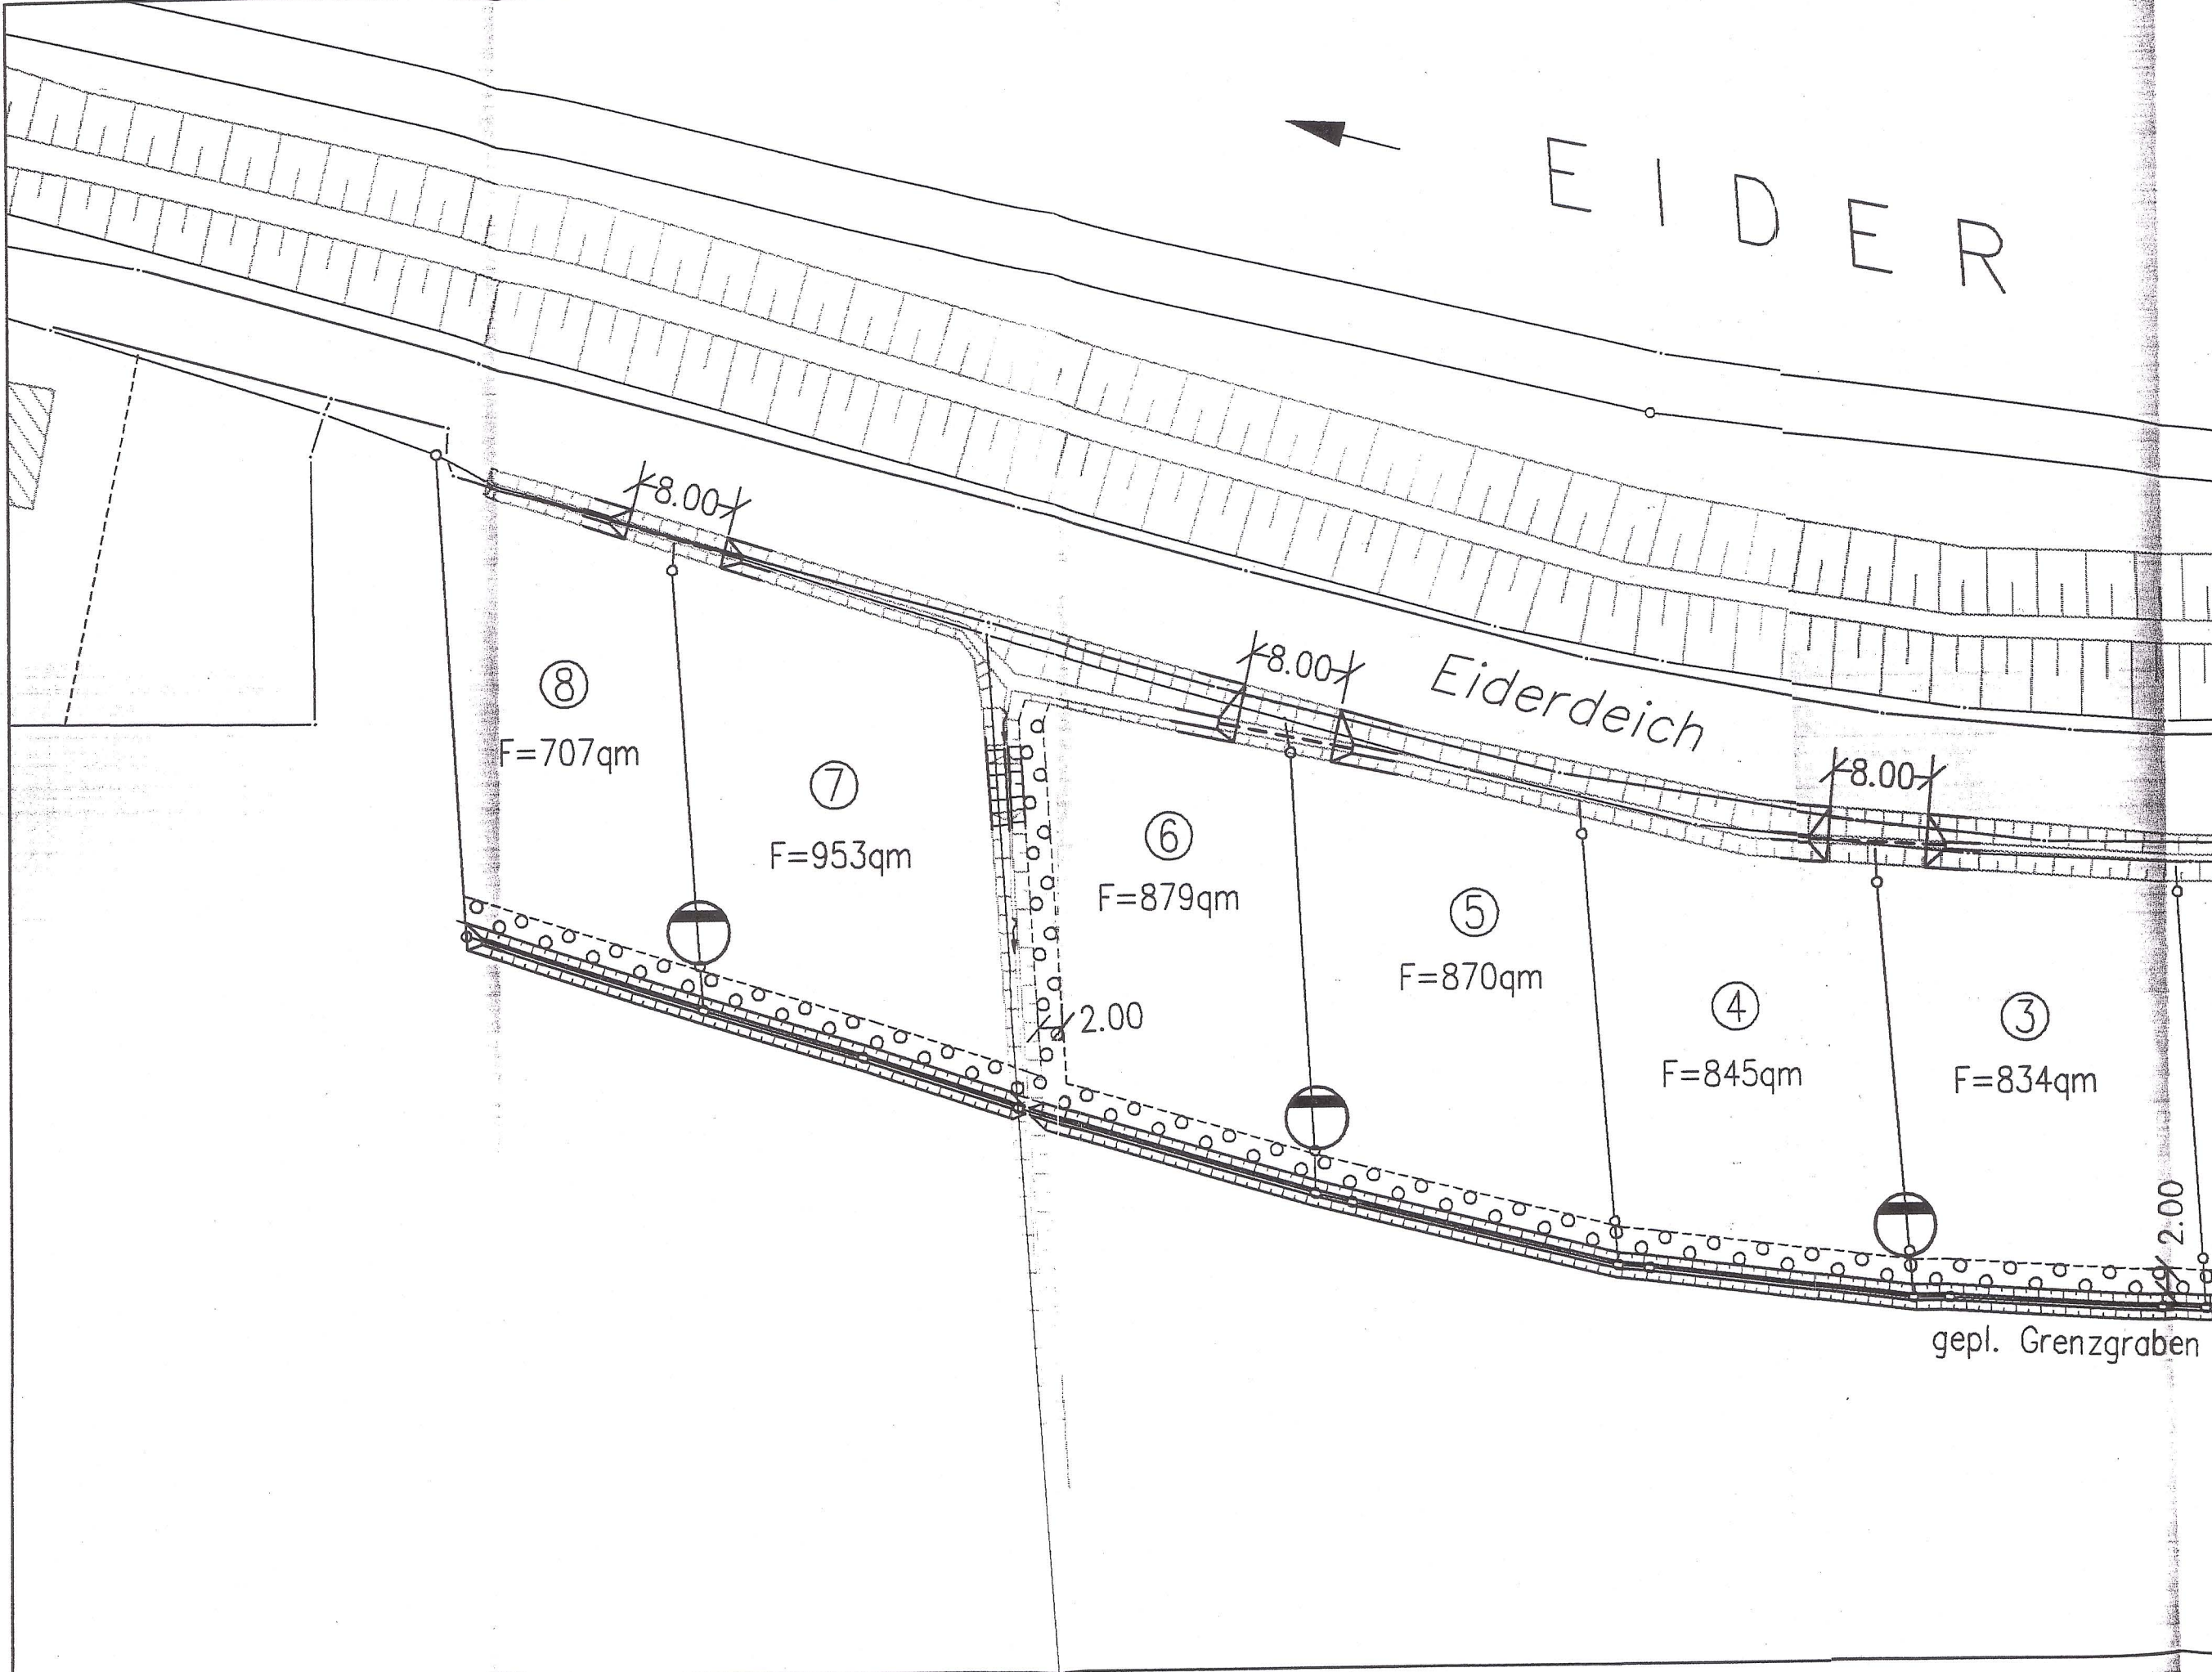 E I D E R
8.00
8.00
Eiderdeich
8.00
8
F=707qm
7
F=953qm
6
F=879qm
5
F=870qm
4
F=845qm
3
F=834qm
2.00
2.00
gepl. Grenzgraben